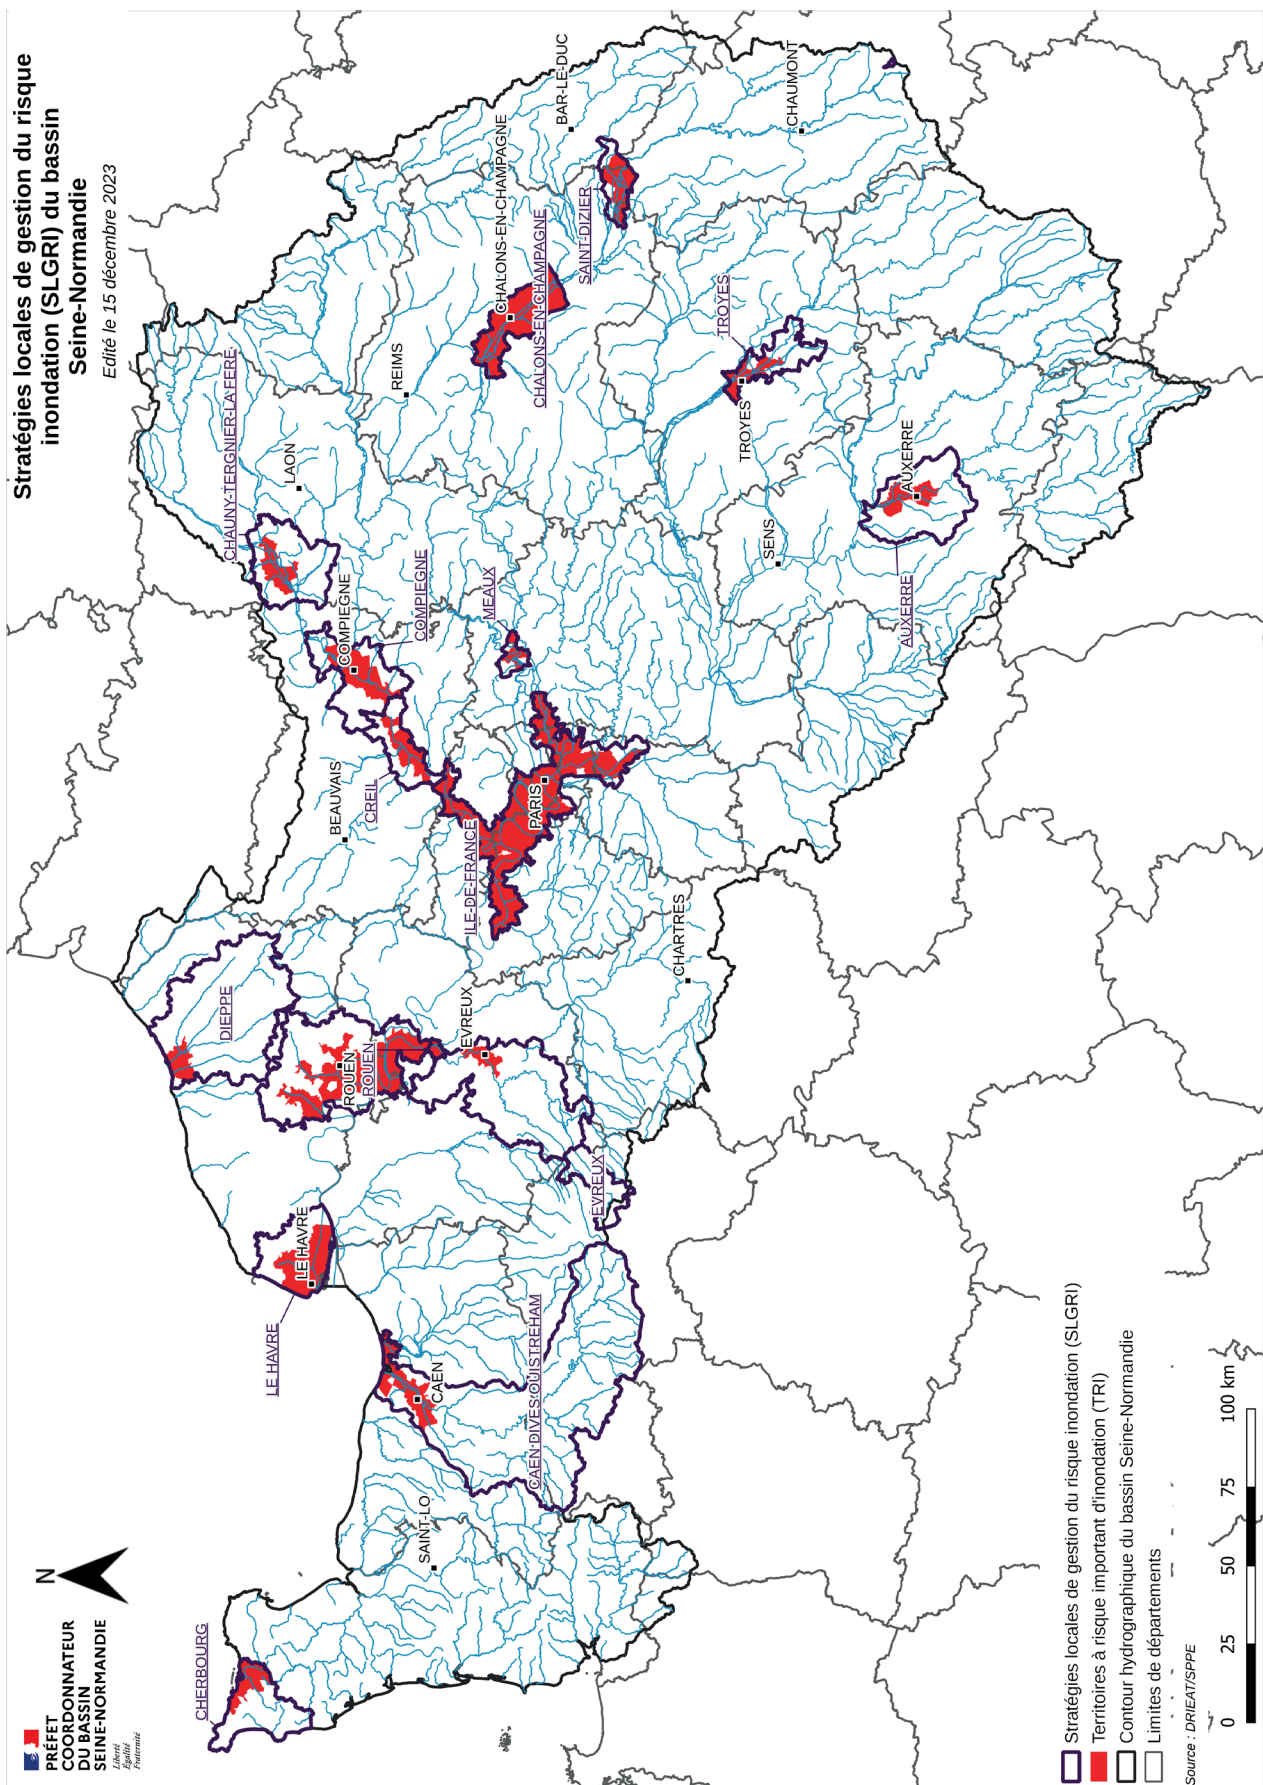 Stratégies locales de gestion du risque
inondation (SLGRI) du bassin
Seine-Normandie
Edité le 15 décembre 2023
PRÉFET
COORDONNATEUR
DU BASSIN
SEINE-NORMANDIE
Liberté
Égalité
Fraternité
N
CHERBOURG
SAINT-LO
LE HAVRE
LE HAVRE
CAEN
CAEN-DIVES-OUISTREHAM
DIEPPE
ROUEN
ROUEN
EVREUX
EVREUX
CHARTRES
BEAUVAIS
CREIL
ILE-DE-FRANCE
PARIS
COMPIEGNE
COMPIEGNE
MEAUX
CHAUNY-TERGNIER-LA FERE
LAON
REIMS
CHALONS-EN-CHAMPAGNE
CHALONS-EN-CHAMPAGNE
SAINT-DIZIER
BAR-LE-DUC
CHAUMONT
TROYES
TROYES
SENS
AUXERRE
AUXERRE
Stratégies locales de gestion du risque inondation (SLGRI)
Territoires à risque important d'inondation (TRI)
Contour hydrographique du bassin Seine-Normandie
Limites de départements
Source : DRIEAT/SPPE
0 25 50 75 100 km